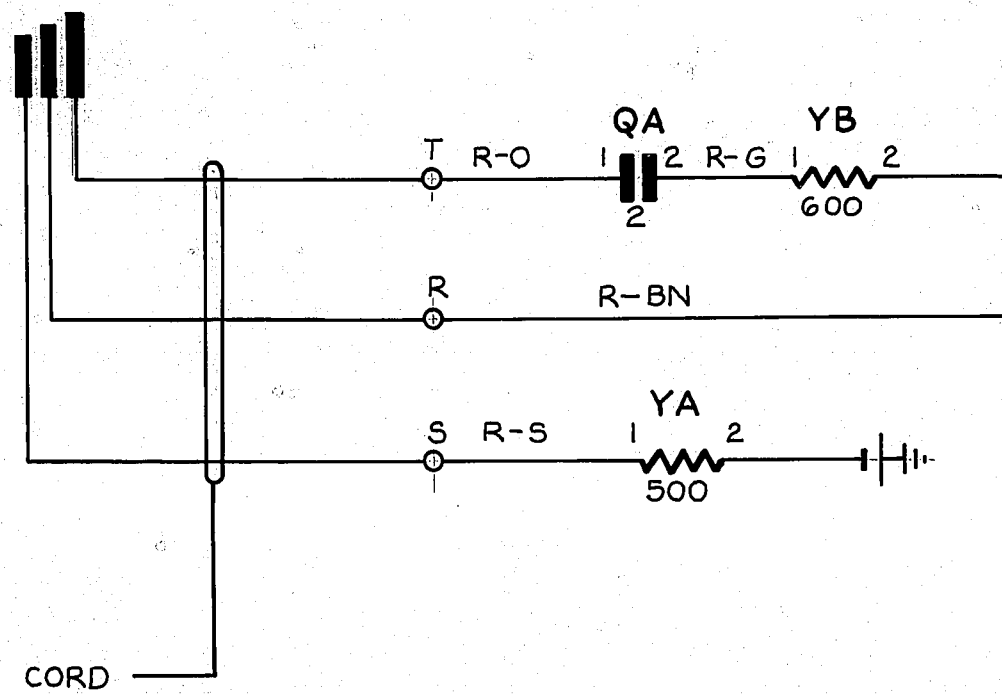 QA YB
T R-O 1 2 R-G 1 2
2 600
R R-BN
YA
S R-S 1 2
500
CORD